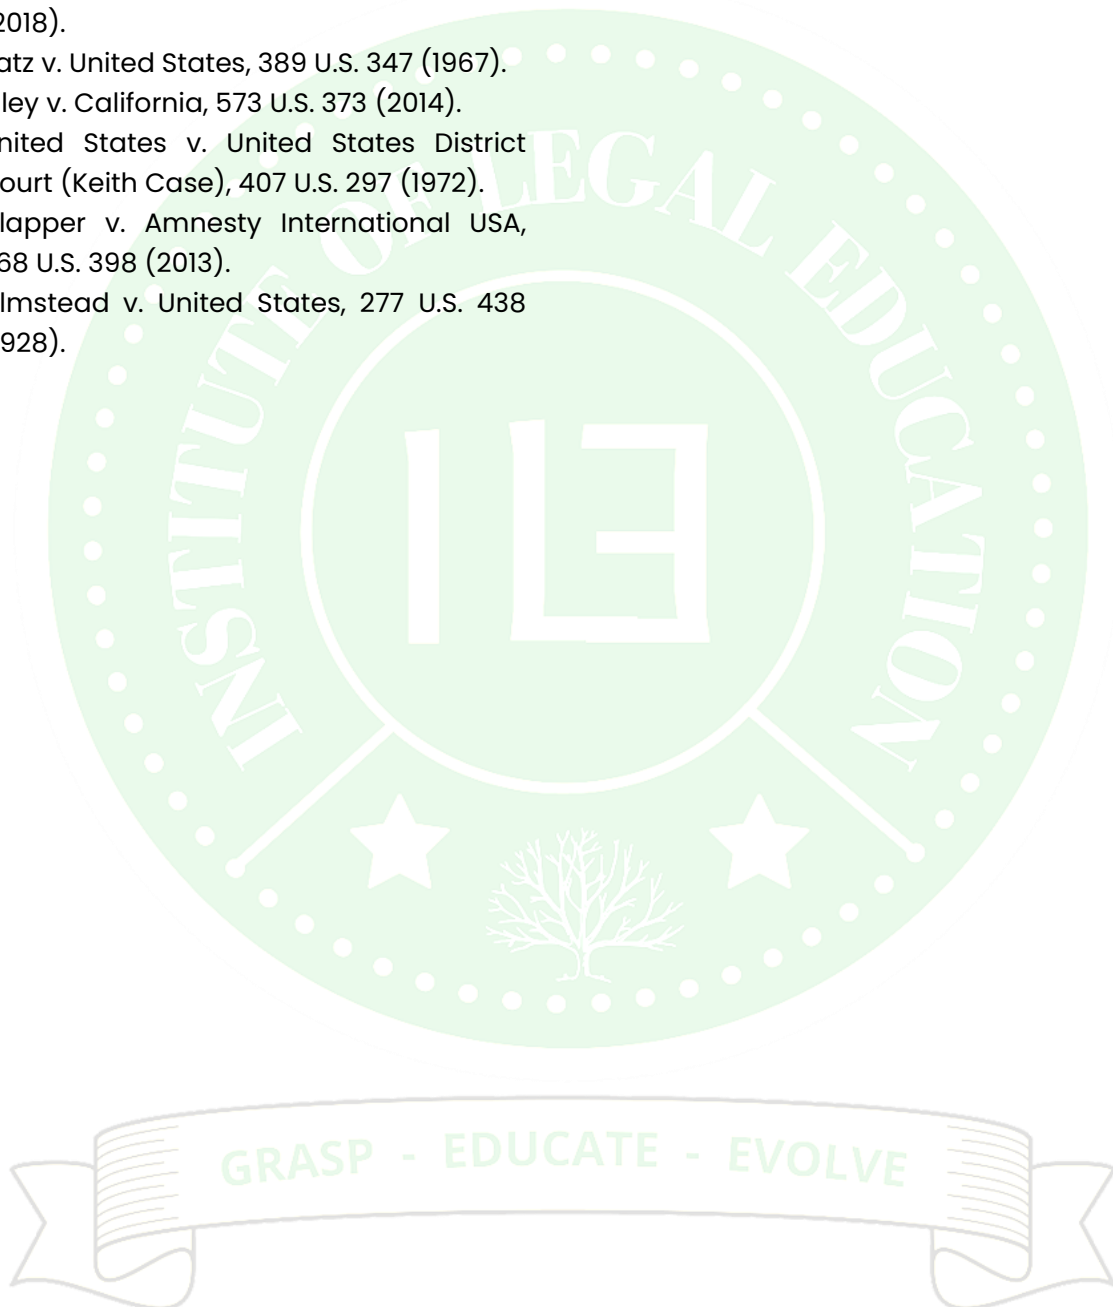 2018).
atz v. United States, 389 U.S. 347 (1967).
ley v. California, 573 U.S. 373 (2014).
nited States v. United States District
ourt (Keith Case), 407 U.S. 297 (1972).
lapper v. Amnesty International USA,
68 U.S. 398 (2013).
lmstead v. United States, 277 U.S. 438
928).
INSTITUTE OF LEGAL EDUCATION
ILE
GRASP - EDUCATE - EVOLVE